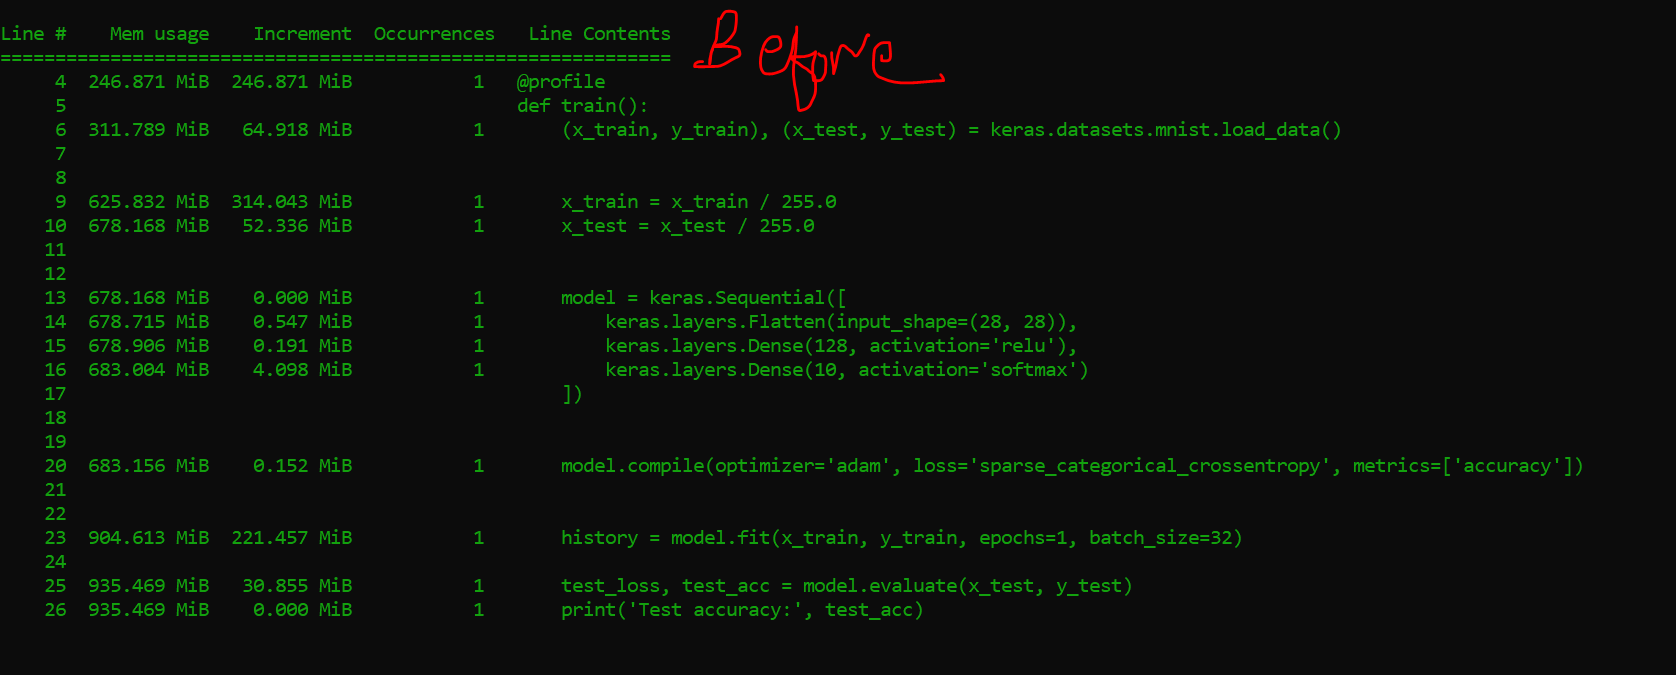 Before
Line #    Mem usage    Increment  Occurrences   Line Contents
=============================================================
     4  246.871 MiB  246.871 MiB           1   @profile
     5                                         def train():
     6  311.789 MiB   64.918 MiB           1       (x_train, y_train), (x_test, y_test) = keras.datasets.mnist.load_data()
     7
     8
     9  625.832 MiB  314.043 MiB           1       x_train = x_train / 255.0
    10  678.168 MiB   52.336 MiB           1       x_test = x_test / 255.0
    11
    12
    13  678.168 MiB    0.000 MiB           1       model = keras.Sequential([
    14  678.715 MiB    0.547 MiB           1           keras.layers.Flatten(input_shape=(28, 28)),
    15  678.906 MiB    0.191 MiB           1           keras.layers.Dense(128, activation='relu'),
    16  683.004 MiB    4.098 MiB           1           keras.layers.Dense(10, activation='softmax')
    17                                             ])
    18
    19
    20  683.156 MiB    0.152 MiB           1       model.compile(optimizer='adam', loss='sparse_categorical_crossentropy', metrics=['accuracy'])
    21
    22
    23  904.613 MiB  221.457 MiB           1       history = model.fit(x_train, y_train, epochs=1, batch_size=32)
    24
    25  935.469 MiB   30.855 MiB           1       test_loss, test_acc = model.evaluate(x_test, y_test)
    26  935.469 MiB    0.000 MiB           1       print('Test accuracy:', test_acc)